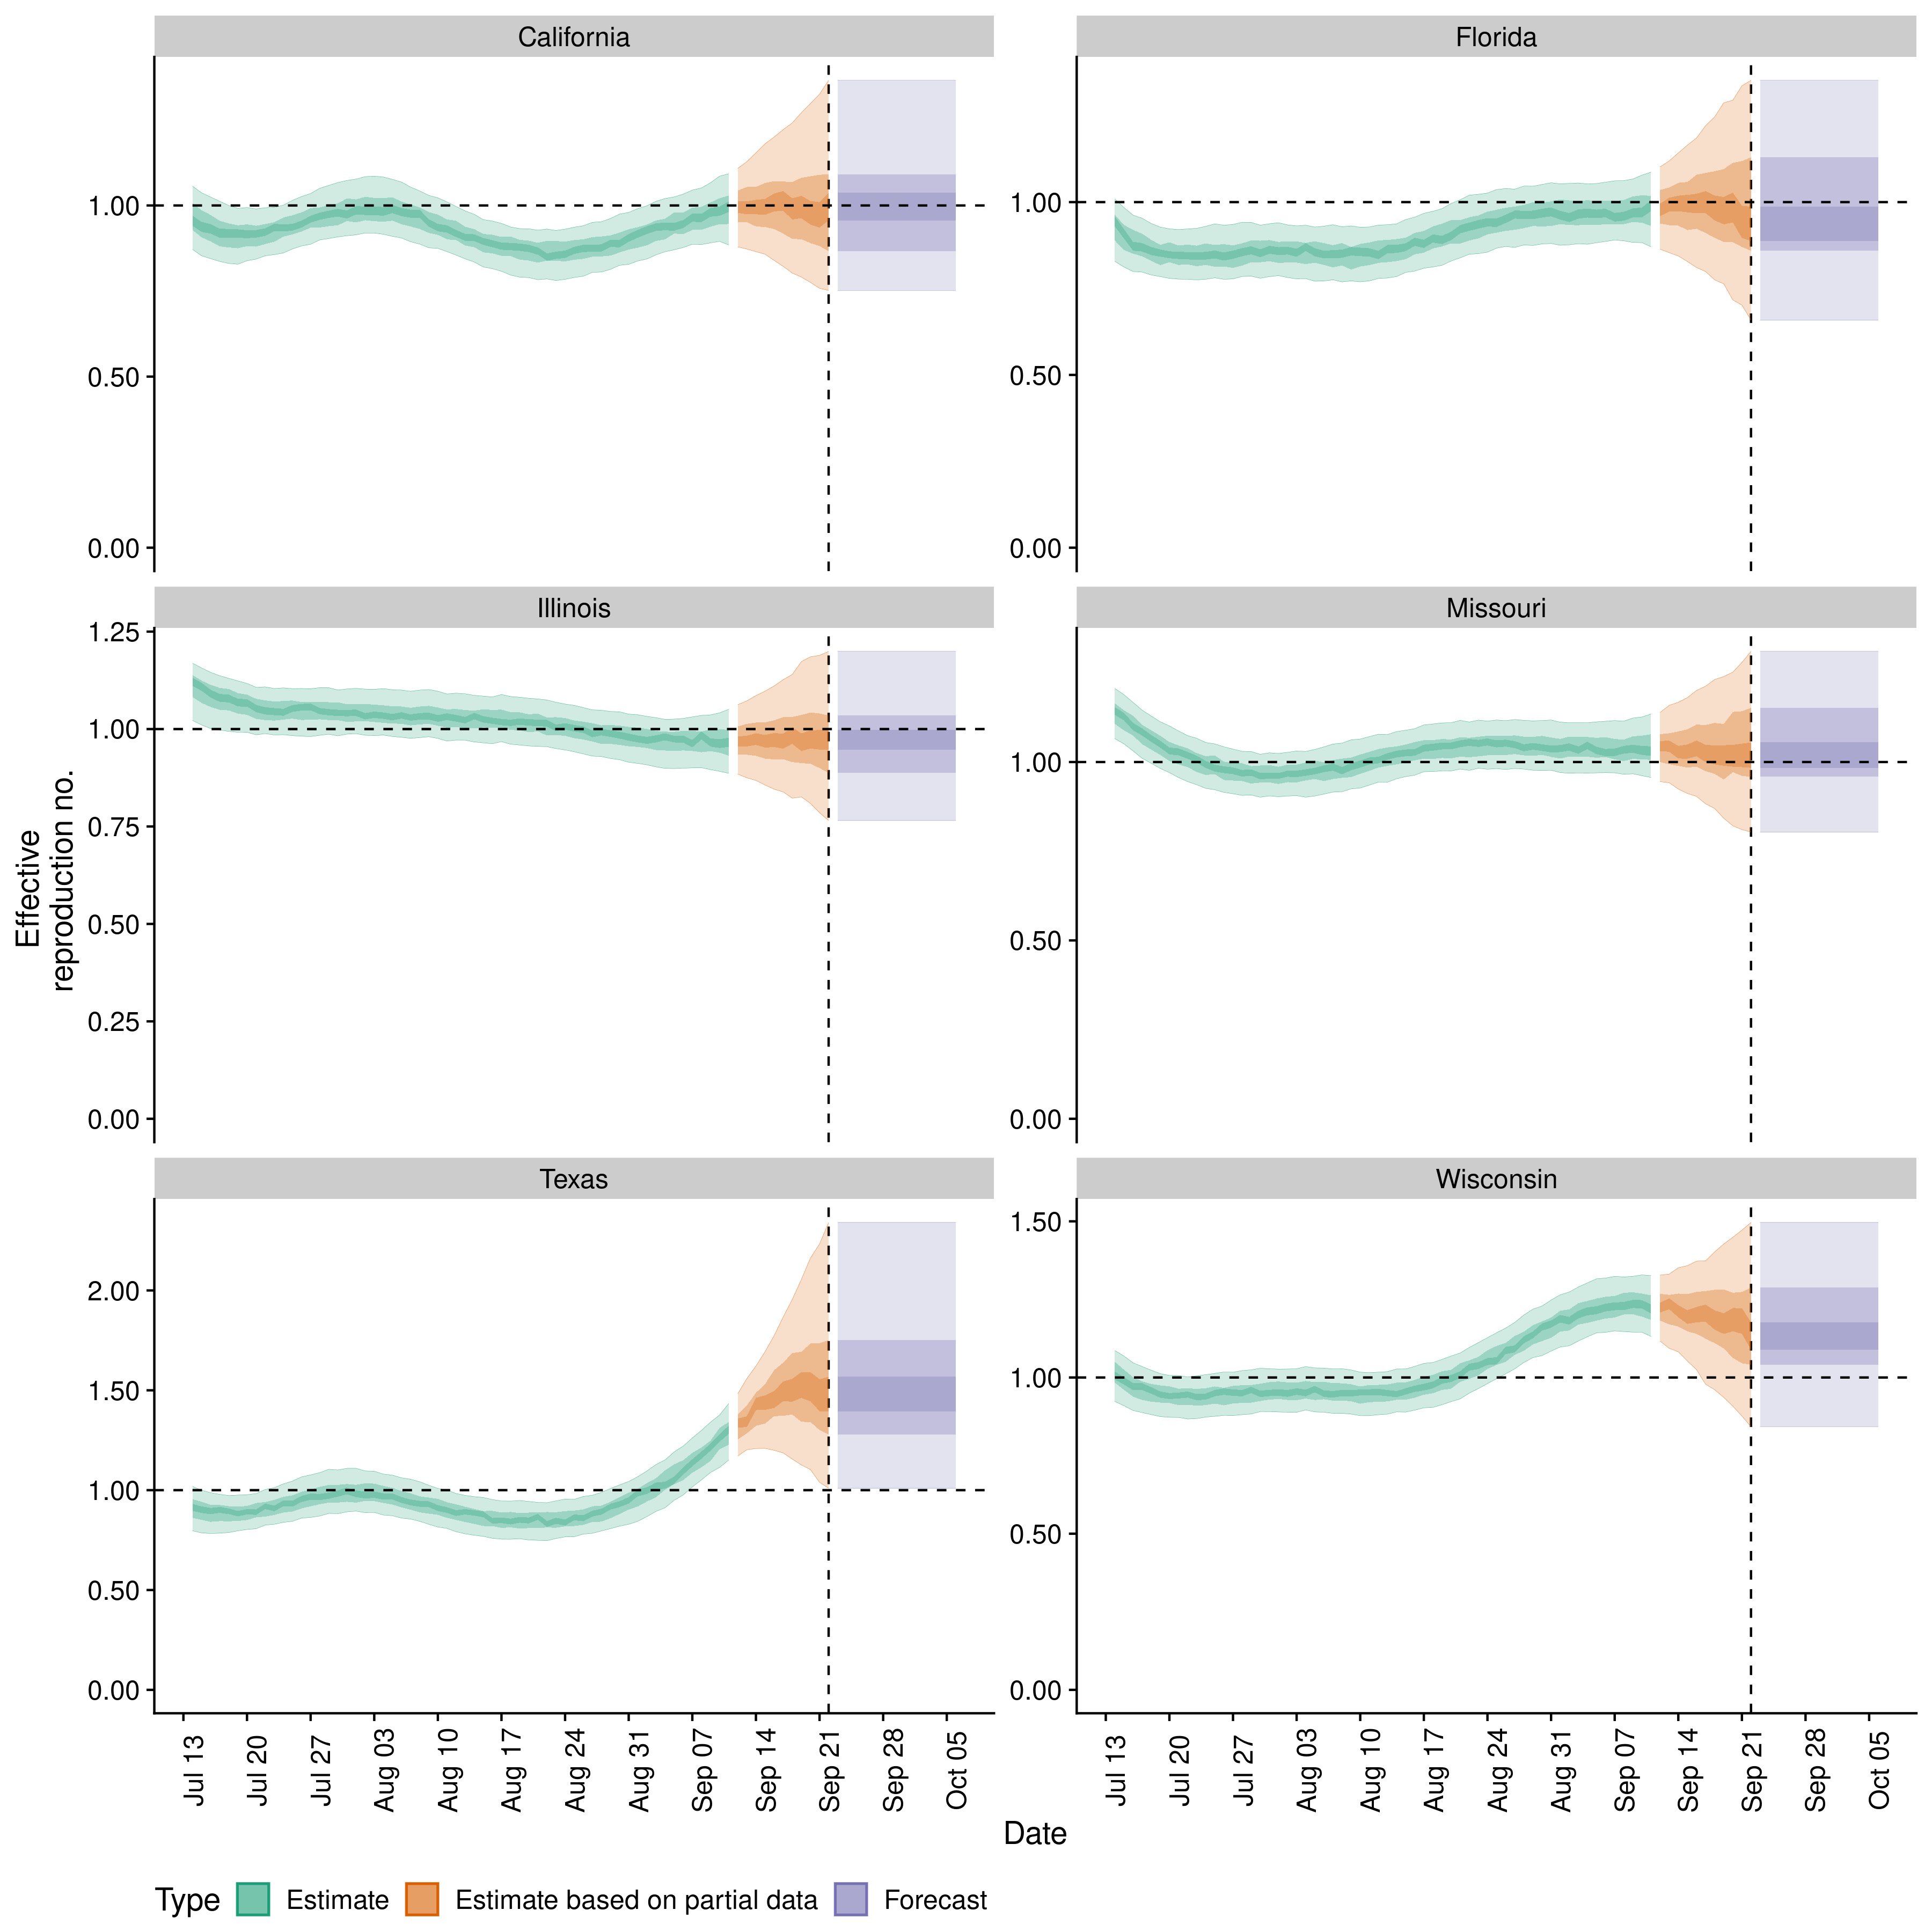 California
Florida
1.00
0.50
0.00
1.00
0.50
0.00
Illinois
Missouri
1.25
1.00
0.75
0.50
0.25
0.00
1.00
0.50
0.00
Effective
reproduction no.
Texas
Wisconsin
2.00
1.50
1.00
0.50
0.00
1.50
1.00
0.50
0.00
Jul 13
Jul 20
Jul 27
Aug 03
Aug 10
Aug 17
Aug 24
Aug 31
Sep 07
Sep 14
Sep 21
Sep 28
Oct 05
Jul 13
Jul 20
Jul 27
Aug 03
Aug 10
Aug 17
Aug 24
Aug 31
Sep 07
Sep 14
Sep 21
Sep 28
Oct 05
Date
Type Estimate Estimate based on partial data Forecast